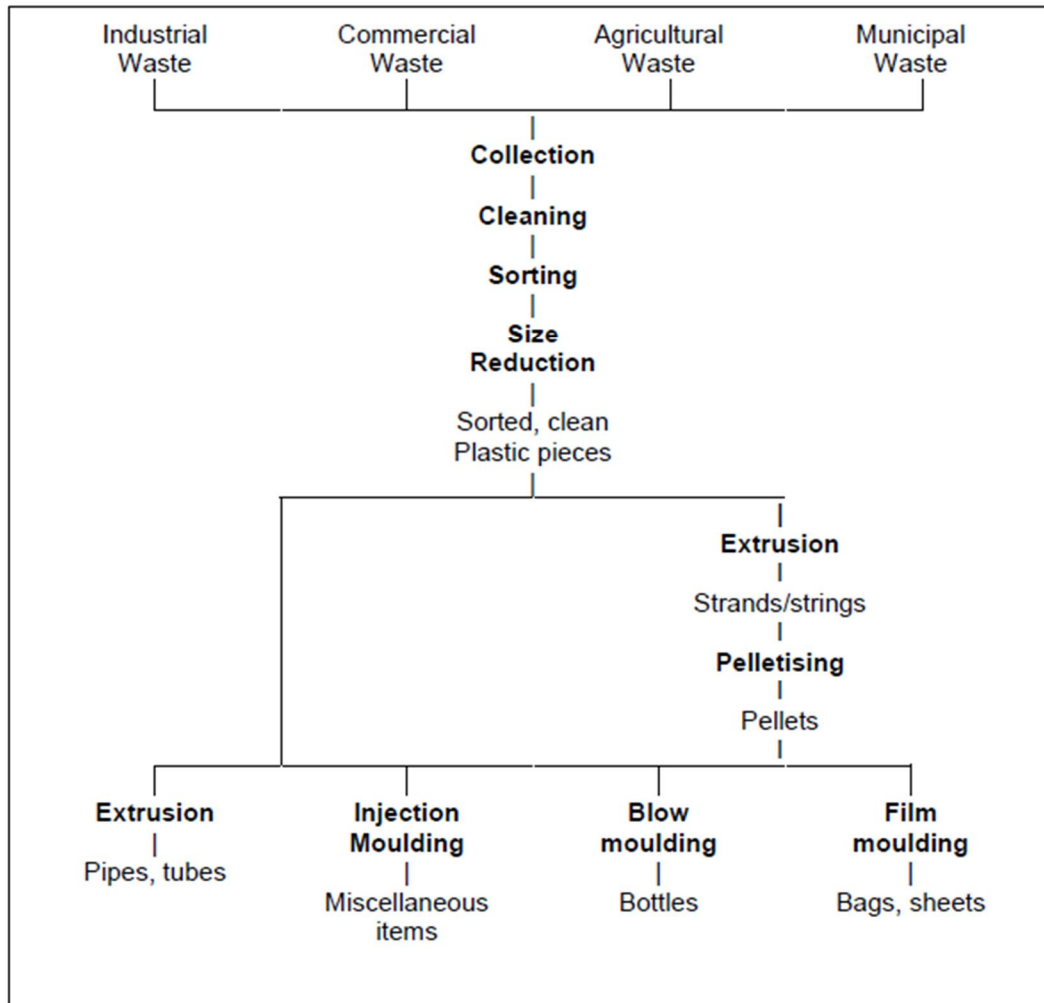 Industrial
Waste
Commercial
Waste
Agricultural
Waste
Municipal
Waste
Collection
Cleaning
Sorting
Size
Reduction
Sorted, clean
Plastic pieces
Extrusion
Strands/strings
Pelletising
Pellets
Extrusion
Pipes, tubes
Injection
Moulding
Miscellaneous
items
Blow
moulding
Bottles
Film
moulding
Bags, sheets